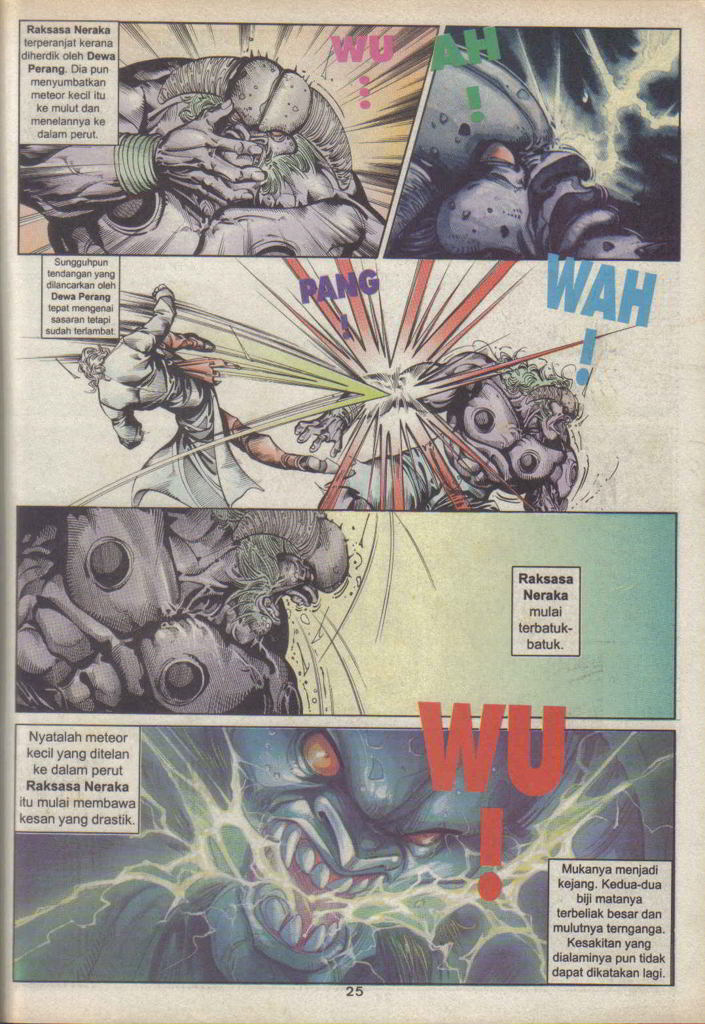 Raksasa Neraka
terperanjat kerana
diherdik oleh Dewa
Perang. Dia pun
menyumbatkan
meteor kecil itu
ke mulut dan
menelannya ke
dalam perut.
WU...
AH!
Sungguhpun
tendangan yang
dilancarkan oleh
Dewa Perang
tepat mengenai
sasaran tetapi
sudah terlambat.
PANG!
WAH!
Raksasa
Neraka
mulai
terbatuk-
batuk.
Nyatalah meteor
kecil yang ditelan
ke dalam perut
Raksasa Neraka
itu mulai membawa
kesan yang drastik.
WU!
Mukanya menjadi
kejang. Kedua-dua
biji matanya
terbeliak besar dan
mulutnya ternganga.
Kesakitan yang
dialaminya pun tidak
dapat dikatakan lagi.
25